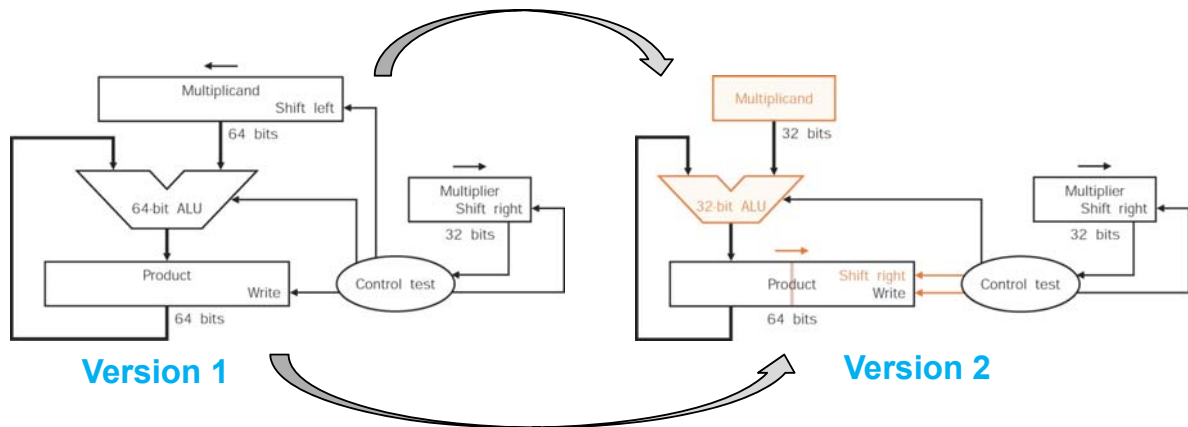 Multiplicand
Shift left
64 bits
64-bit ALU
Multiplier
Shift right
32 bits
Product
Write
64 bits
Control test
Version 1
Multiplicand
32 bits
32-bit ALU
Multiplier
Shift right
32 bits
Product
Shift right
Write
64 bits
Control test
Version 2